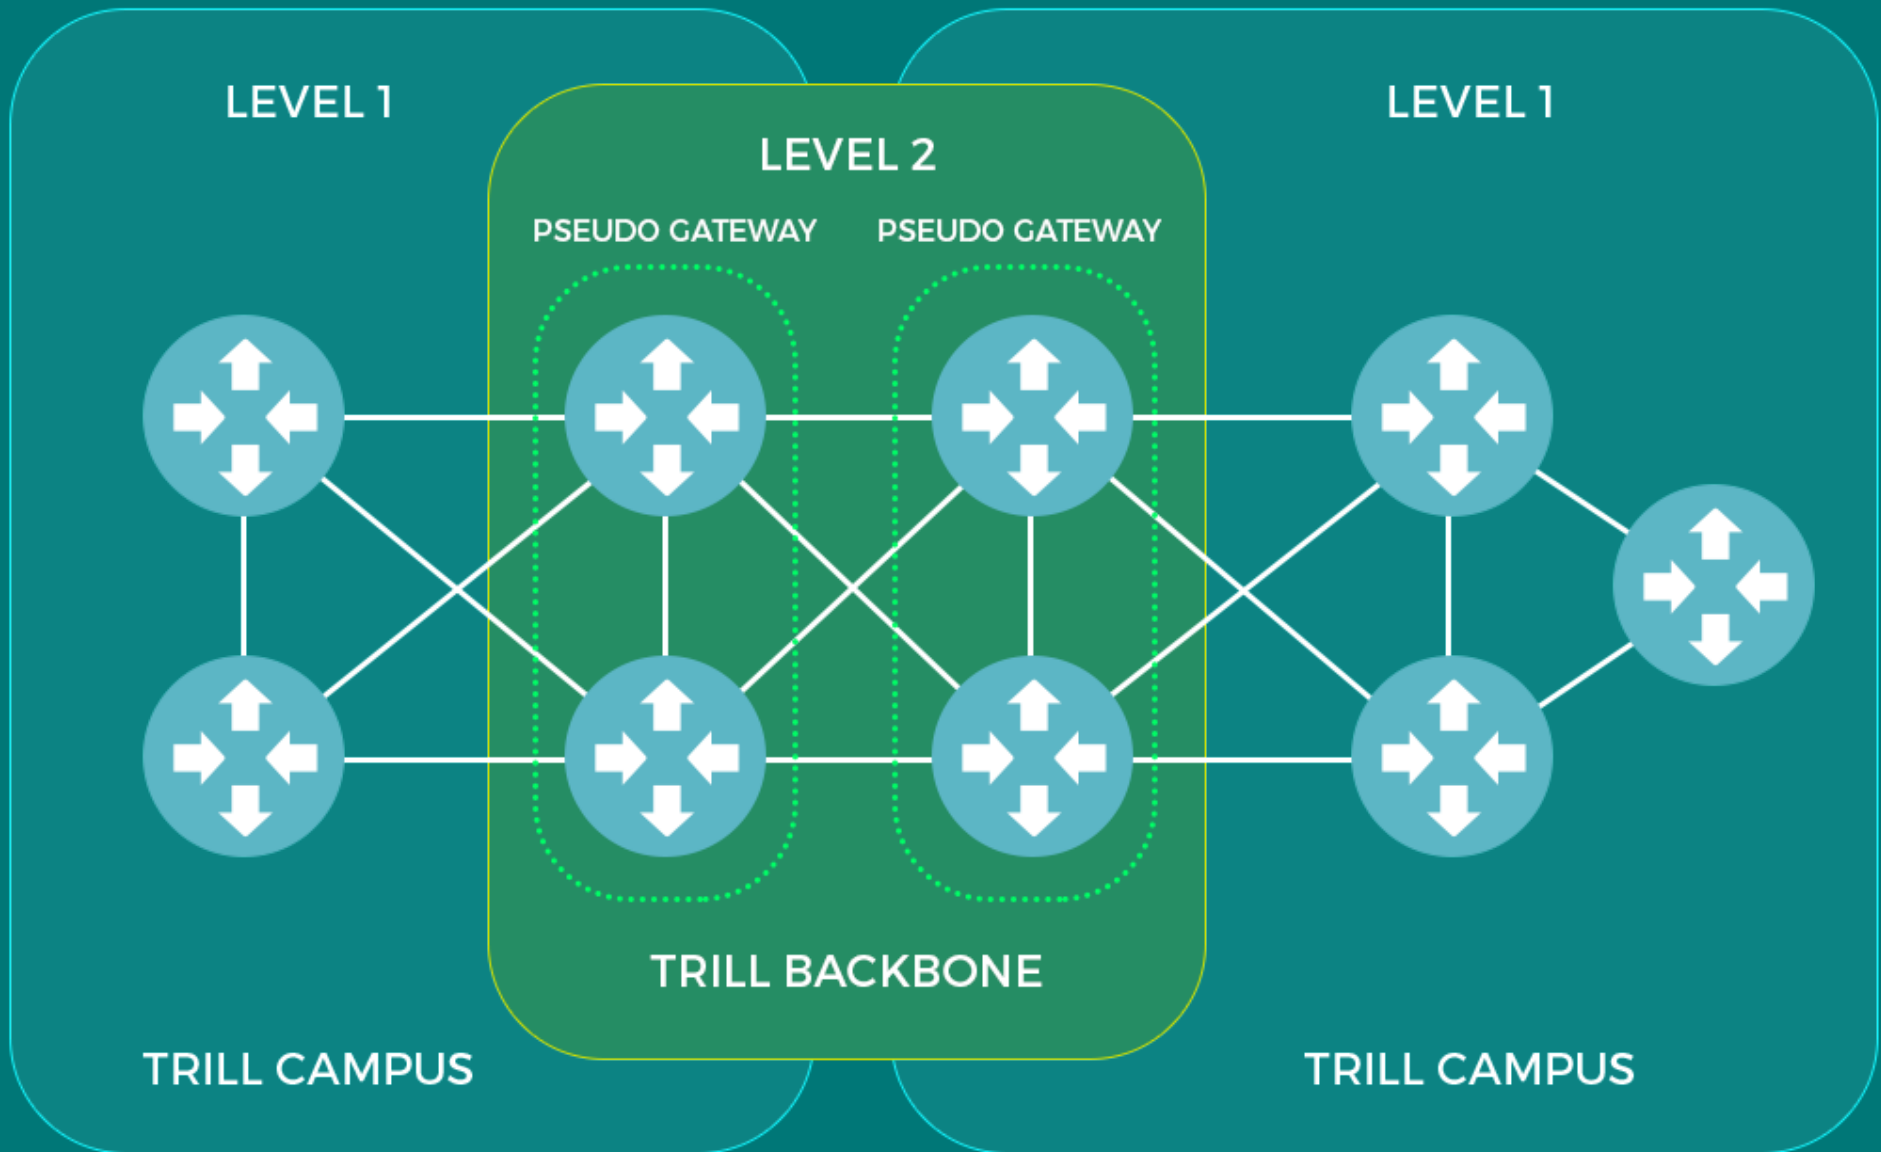 LEVEL 1
LEVEL 1
LEVEL 2
PSEUDO GATEWAY
PSEUDO GATEWAY
TRILL BACKBONE
TRILL CAMPUS
TRILL CAMPUS